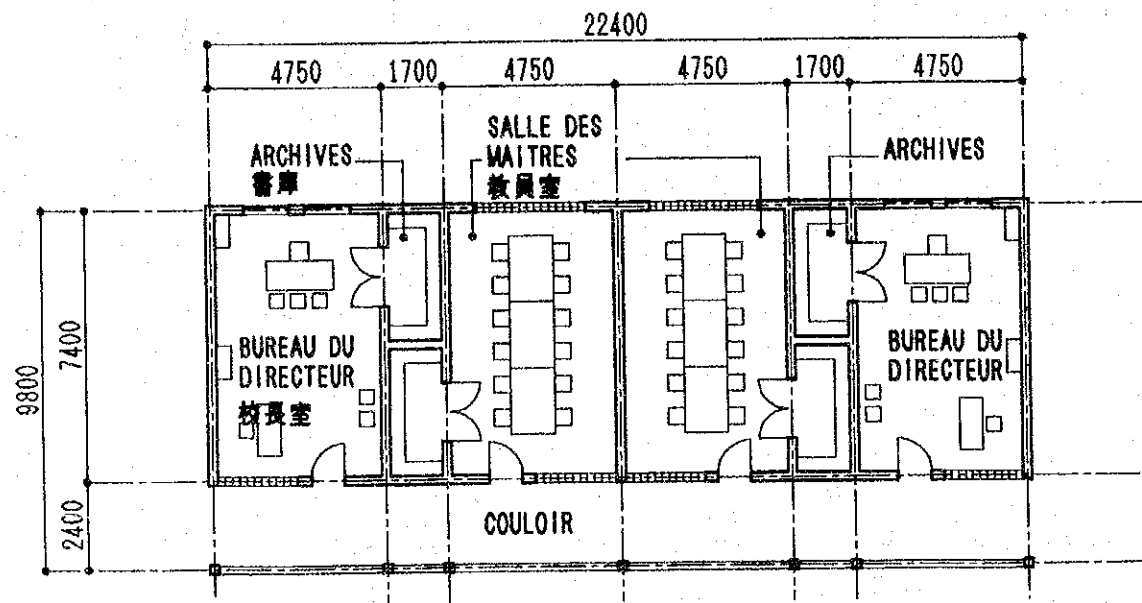 22400
4750 1700 4750 4750 1700 4750
ARCHIVES
書庫
SALLE DES
MAITRES
教員室
ARCHIVES
9800
7400
2400
BUREAU DU
DIRECTEUR
校長室
BUREAU DU
DIRECTEUR
COULOIR